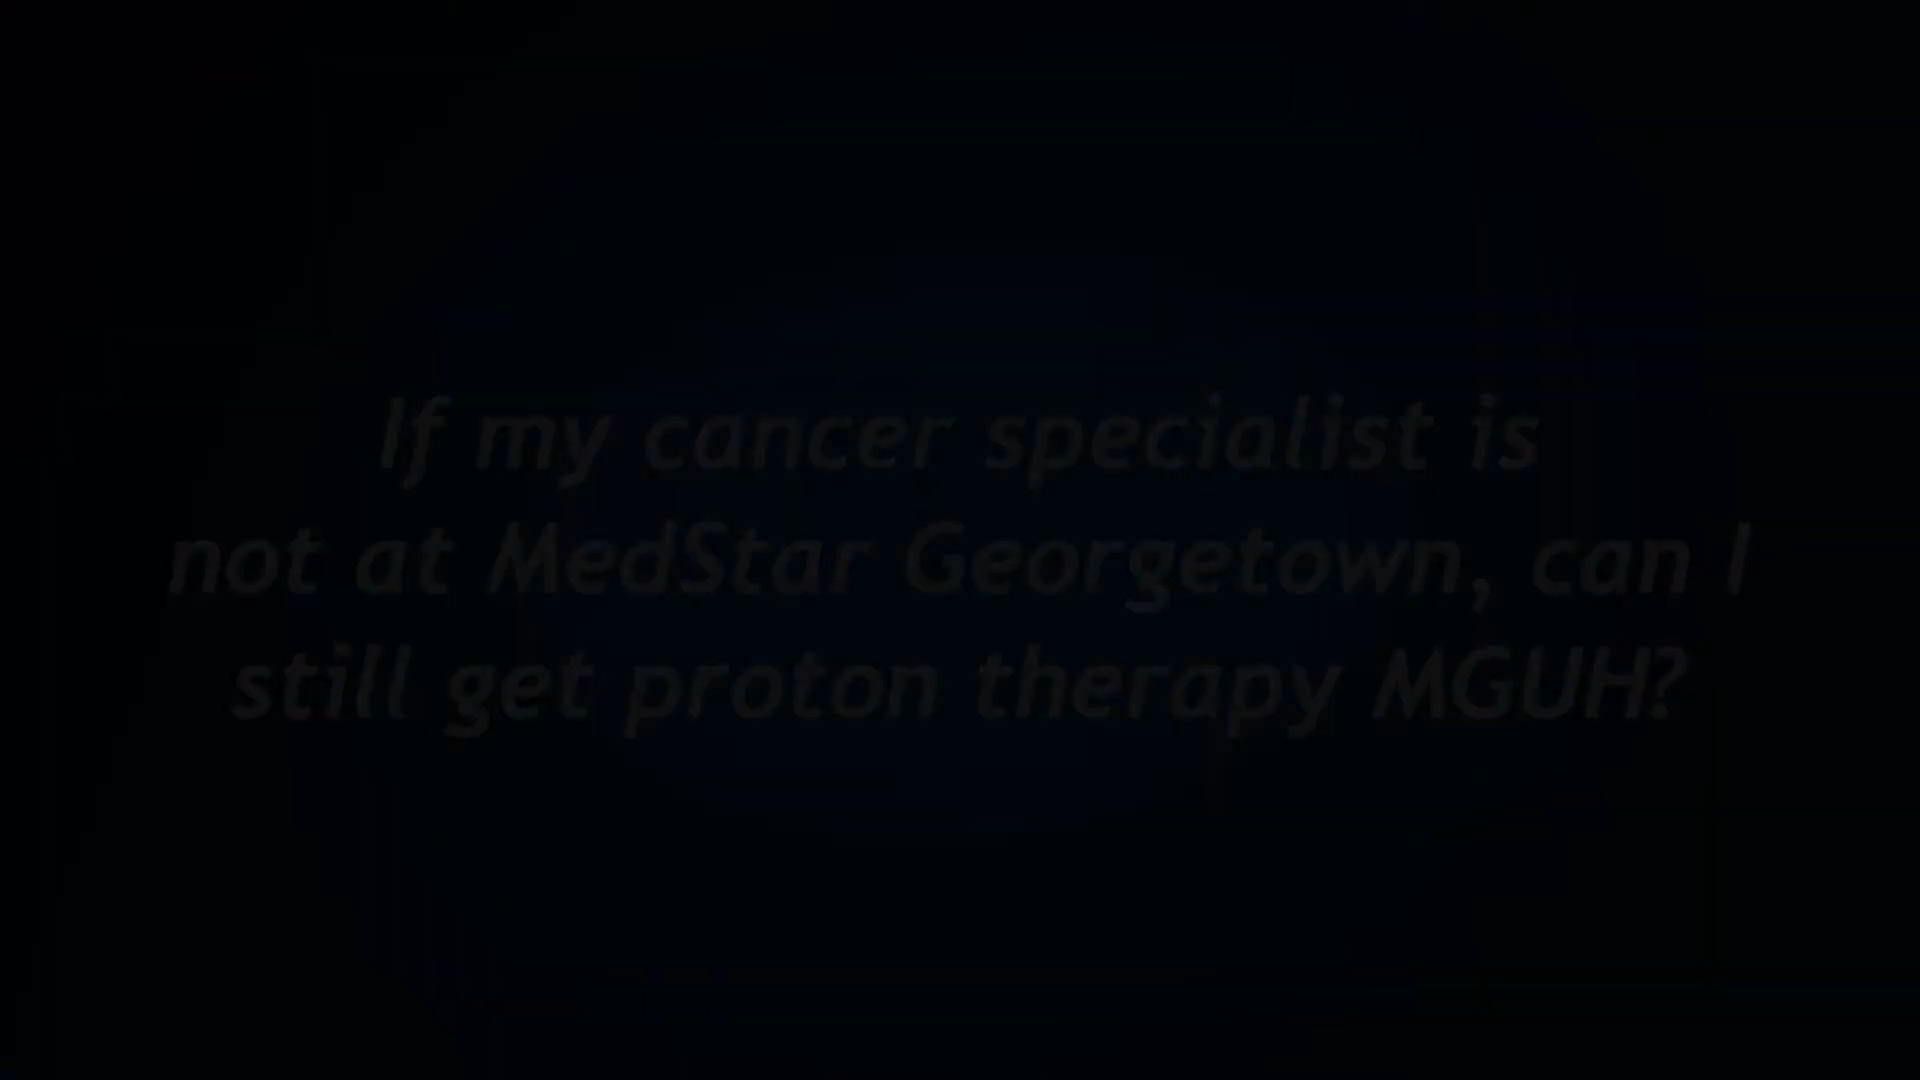 If my cancer specialist is
not at MedStar Georgetown, can I
still get proton therapy MGUH?